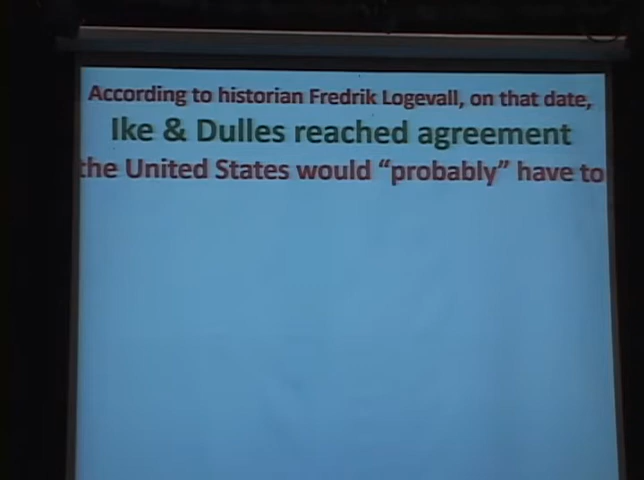 According to historian Fredrik Logevall, on that date,
Ike & Dulles reached agreement
the United States would “probably” have to